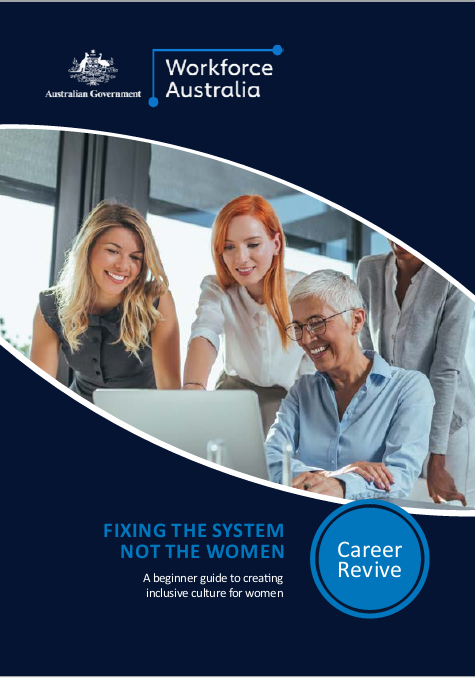 Australian Government
Workforce
Australia
FIXING THE SYSTEM
NOT THE WOMEN
A beginner guide to creating
inclusive culture for women
Career
Revive